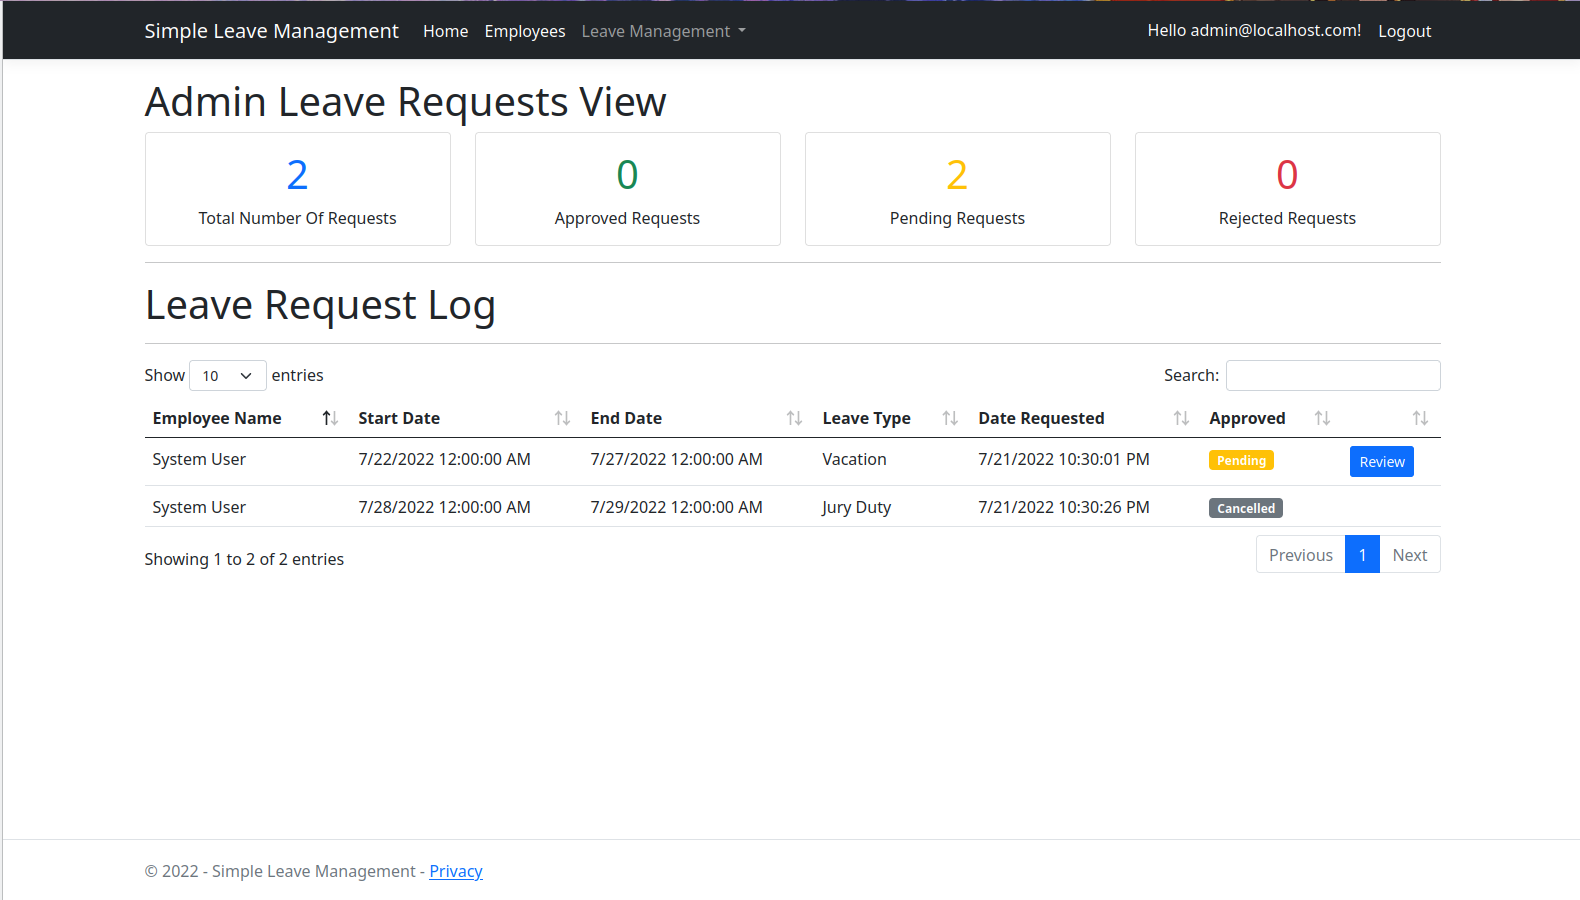 Simple Leave Management Home Employees Leave Management Hello admin@localhost.com! Logout
Admin Leave Requests View
2 0 2 0
Total Number Of Requests Approved Requests Pending Requests Rejected Requests
Leave Request Log
Show 10 entries Search:
Employee Name Start Date End Date Leave Type Date Requested Approved
System User 7/22/2022 12:00:00 AM 7/27/2022 12:00:00 AM Vacation 7/21/2022 10:30:01 PM Pending Review
System User 7/28/2022 12:00:00 AM 7/29/2022 12:00:00 AM Jury Duty 7/21/2022 10:30:26 PM Cancelled
Showing 1 to 2 of 2 entries Previous 1 Next
© 2022 - Simple Leave Management - Privacy